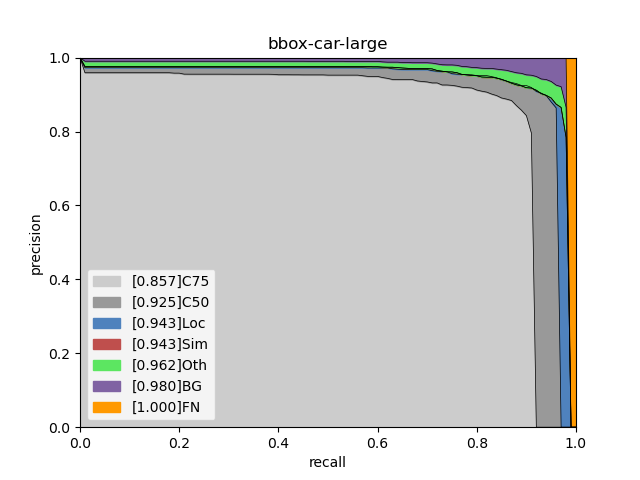 bbox-car-large
precision
1.0
0.8
0.6
0.4
0.2
0.0
[0.857]C75
[0.925]C50
[0.943]Loc
[0.943]Sim
[0.962]Oth
[0.980]BG
[1.000]FN
0.0 0.2 0.4 0.6 0.8 1.0
recall